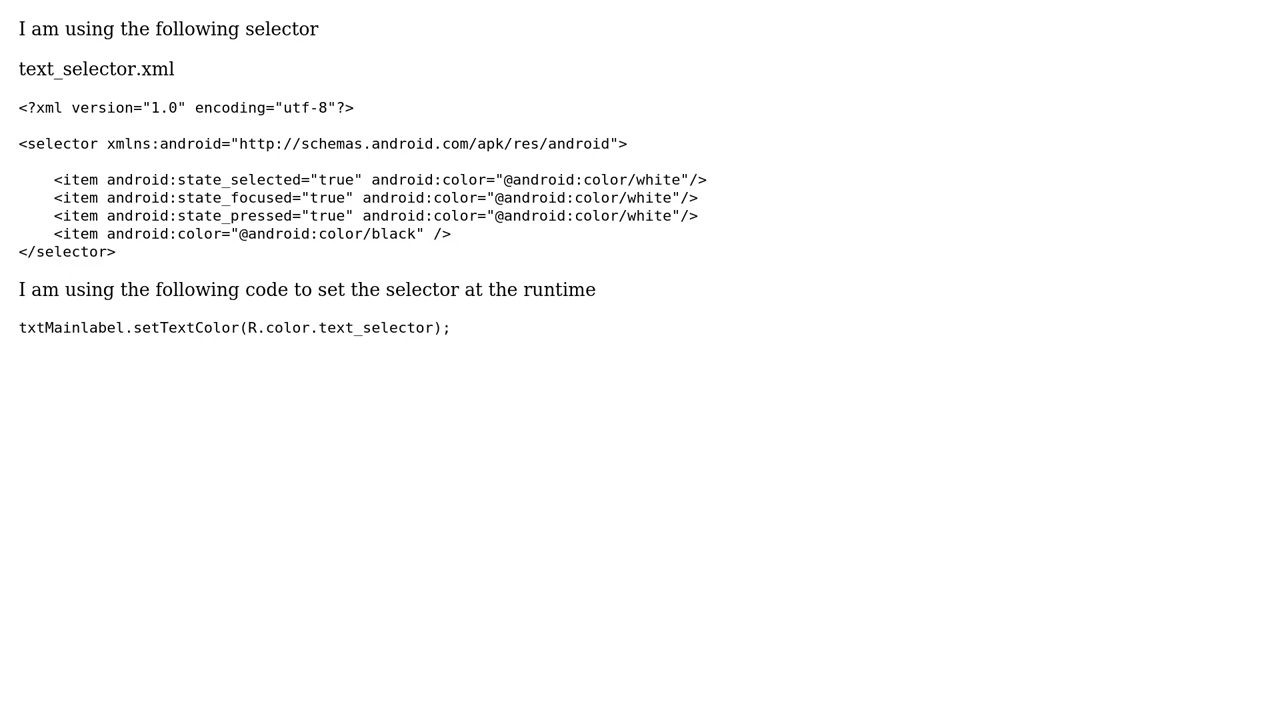 I am using the following selector
text_selector.xml
<?xml version="1.0" encoding="utf-8"?>
<selector xmlns:android="http://schemas.android.com/apk/res/android">
    <item android:state_selected="true" android:color="@android:color/white"/>
    <item android:state_focused="true" android:color="@android:color/white"/>
    <item android:state_pressed="true" android:color="@android:color/white"/>
    <item android:color="@android:color/black" />
</selector>
I am using the following code to set the selector at the runtime
txtMainlabel.setTextColor(R.color.text_selector);